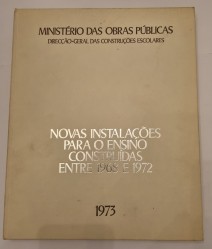 MINISTÉRIO DAS OBRAS PÚBLICAS
DIRECÇÃO-GERAL DAS CONSTRUÇÕES ESCOLARES
NOVAS INSTALAÇÕES
PARA O ENSINO
CONSTRUÍDAS
ENTRE E 1972
1973